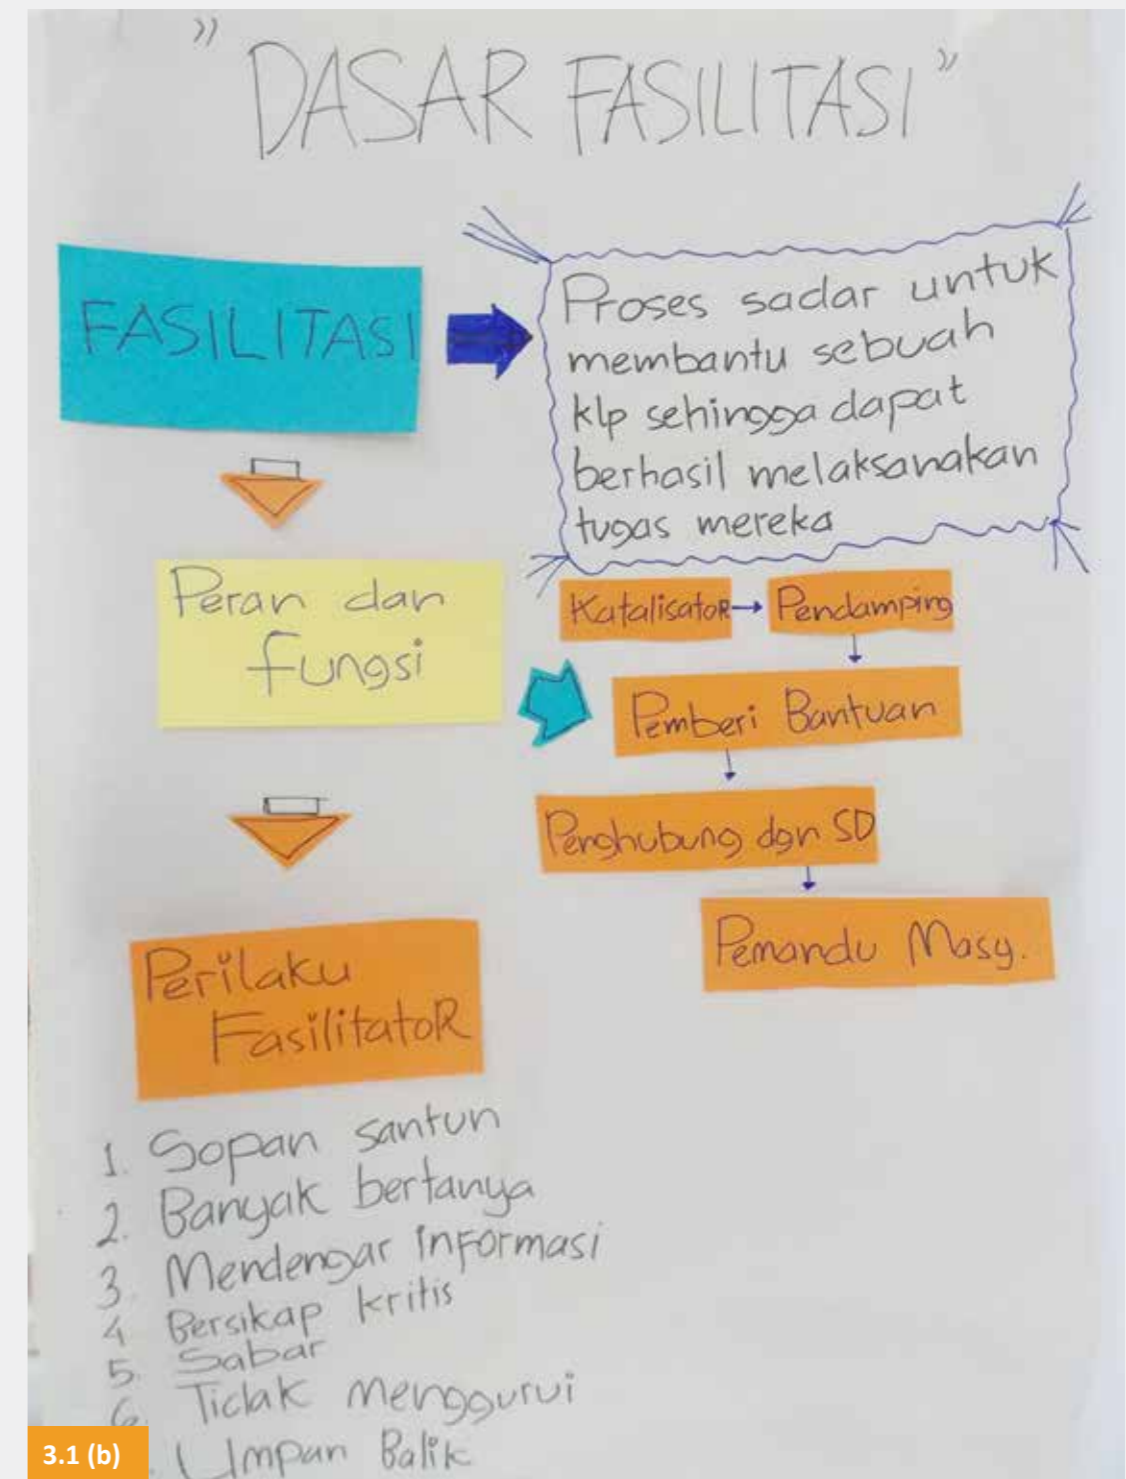 " DASAR FASILITASI "
FASILITASI
Proses sadar untuk
membantu sebuah
klp sehingga dapat
berhasil melaksanakan
tugas mereka
Peran dan
fungsi
Katalisator
Pendamping
Pemberi Bantuan
Penghubung dgn SD
Pemandu Masy.
Perilaku
Fasilitator
1. Sopan santun
2. Banyak bertanya
3. Mendengar informasi
4 Bersikap kritis
5. Sabar
6. Tidak menggurui
. Umpan Balik
3.1 (b)